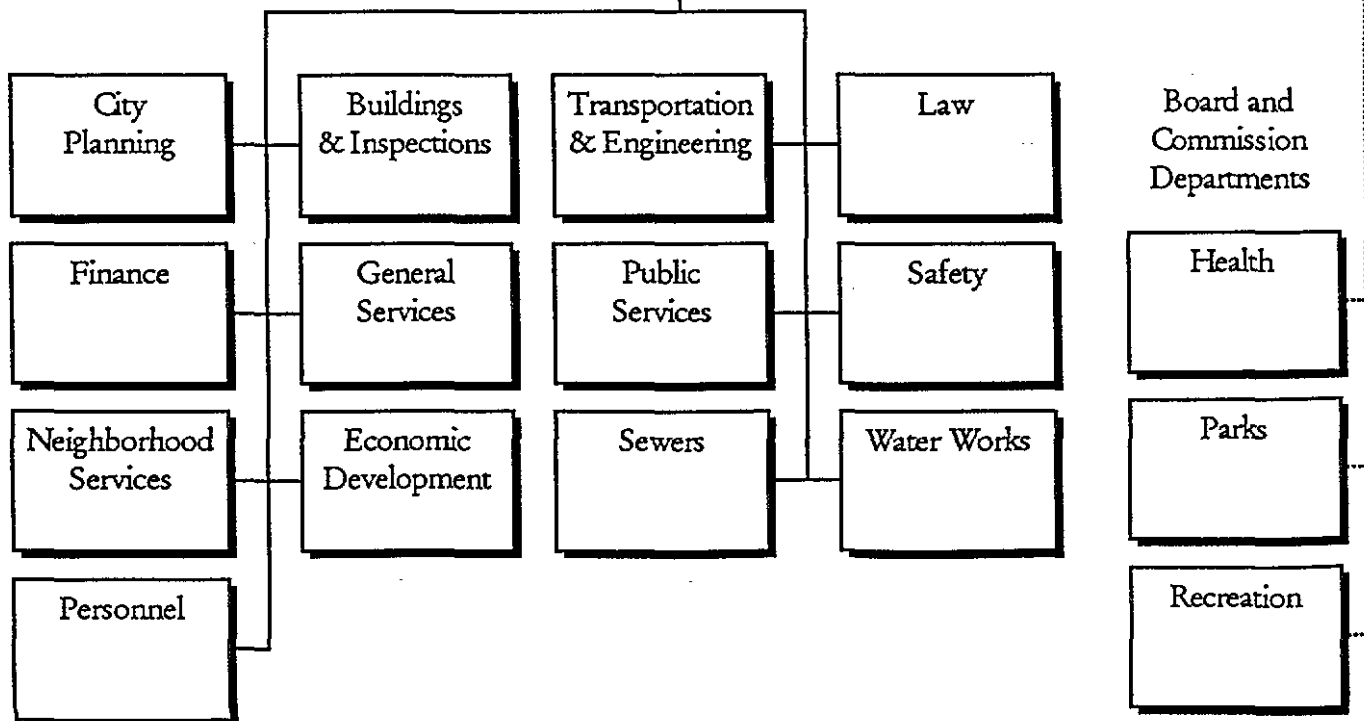 City
Planning
Buildings
& Inspections
Transportation
& Engineering
Law
Board and
Commission
Departments
Finance
General
Services
Public
Services
Safety
Health
Neighborhood
Services
Economic
Development
Sewers
Water Works
Parks
Personnel
Recreation